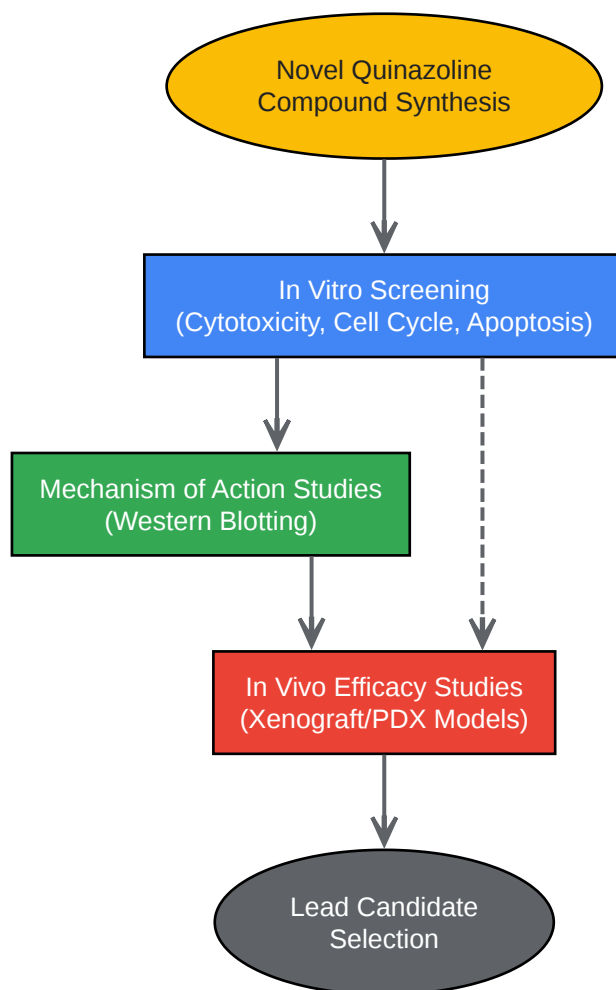 Novel Quinazoline
Compound Synthesis
In Vitro Screening
(Cytotoxicity, Cell Cycle, Apoptosis)
Mechanism of Action Studies
(Western Blotting)
In Vivo Efficacy Studies
(Xenograft/PDX Models)
Lead Candidate
Selection